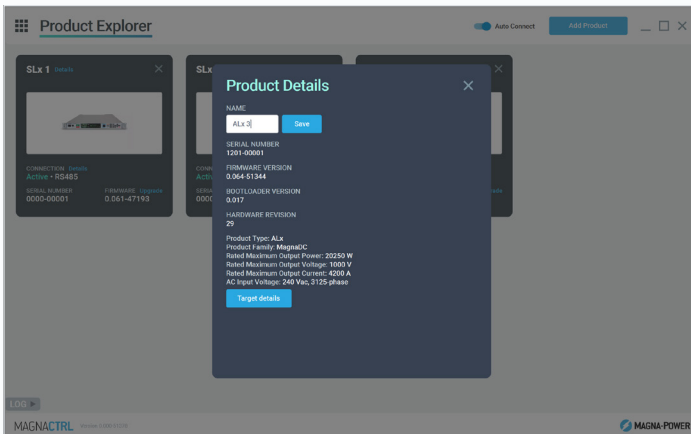 Product Explorer
Auto Connect
Add Product
SLx 1 Details
CONNECTION Details
Active • RS485
SERIAL NUMBER FIRMWARE Upgrade
0000-00001 0.061-47193
SLx
Product Details
NAME
ALx 3
Save
SERIAL NUMBER
1201-00001
FIRMWARE VERSION
0.064-51344
BOOTLOADER VERSION
0.017
HARDWARE REVISION
29
Product Type: ALx
Product Family: MagnaDC
Rated Maximum Output Power: 20250 W
Rated Maximum Output Voltage: 1000 V
Rated Maximum Output Current: 4200 A
AC Input Voltage: 240 Vac, 3125-phase
Target details
LOG
MAGNACTRL
MAGNA-POWER